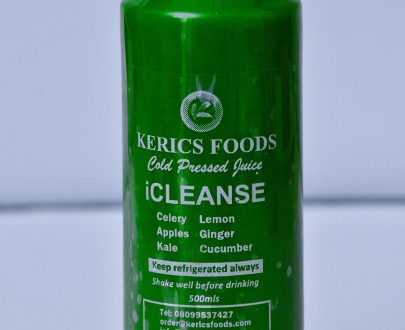 KERICS FOODS
Cold Pressed Juice
iCLEANSE
Celery Lemon
Apples Ginger
Kale Cucumber
Keep refrigerated always
Shake well before drinking
500mls
Tel: 08099537427
order@kericsfoods.com